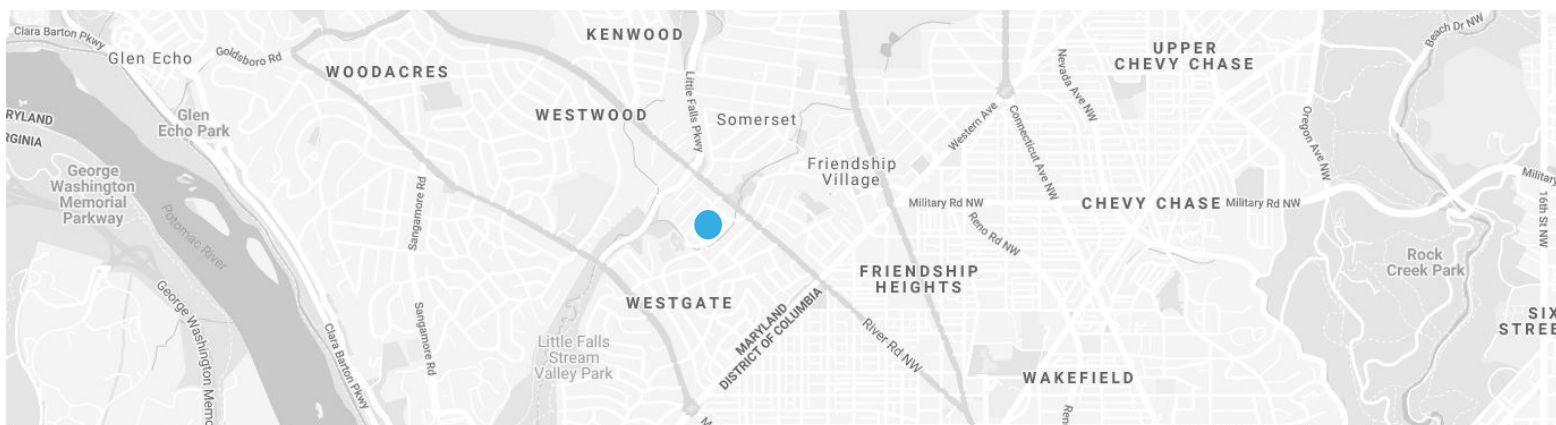 Clara Barton Pkwy
Glen Echo
Goldsboro Rd
KENWOOD
WOODACRES
Little Falls Pkwy
UPPER
CHEVY CHASE
Nevada Ave NW
Beach Dr NW
WESTWOOD
Somerset
Western Ave
Connecticut Ave NW
Oregon Ave NW
Glen
Echo Park
RYLAND
RGINIA
George
Washington
Memorial
Parkway
Potomac River
Sangamore Rd
Friendship
Village
Military Rd NW
Reno Rd NW
CHEVY CHASE
Military Rd NW
Military
16th St NW
Rock
Creek Park
FRIENDSHIP
HEIGHTS
WESTGATE
MARYLAND
DISTRICT OF COLUMBIA
River Rd NW
George Washington Memo
Sangamore Rd
Clara Barton Pkwy
Little Falls
Stream
Valley Park
WAKEFIELD
SIX
STREE
M
Ren